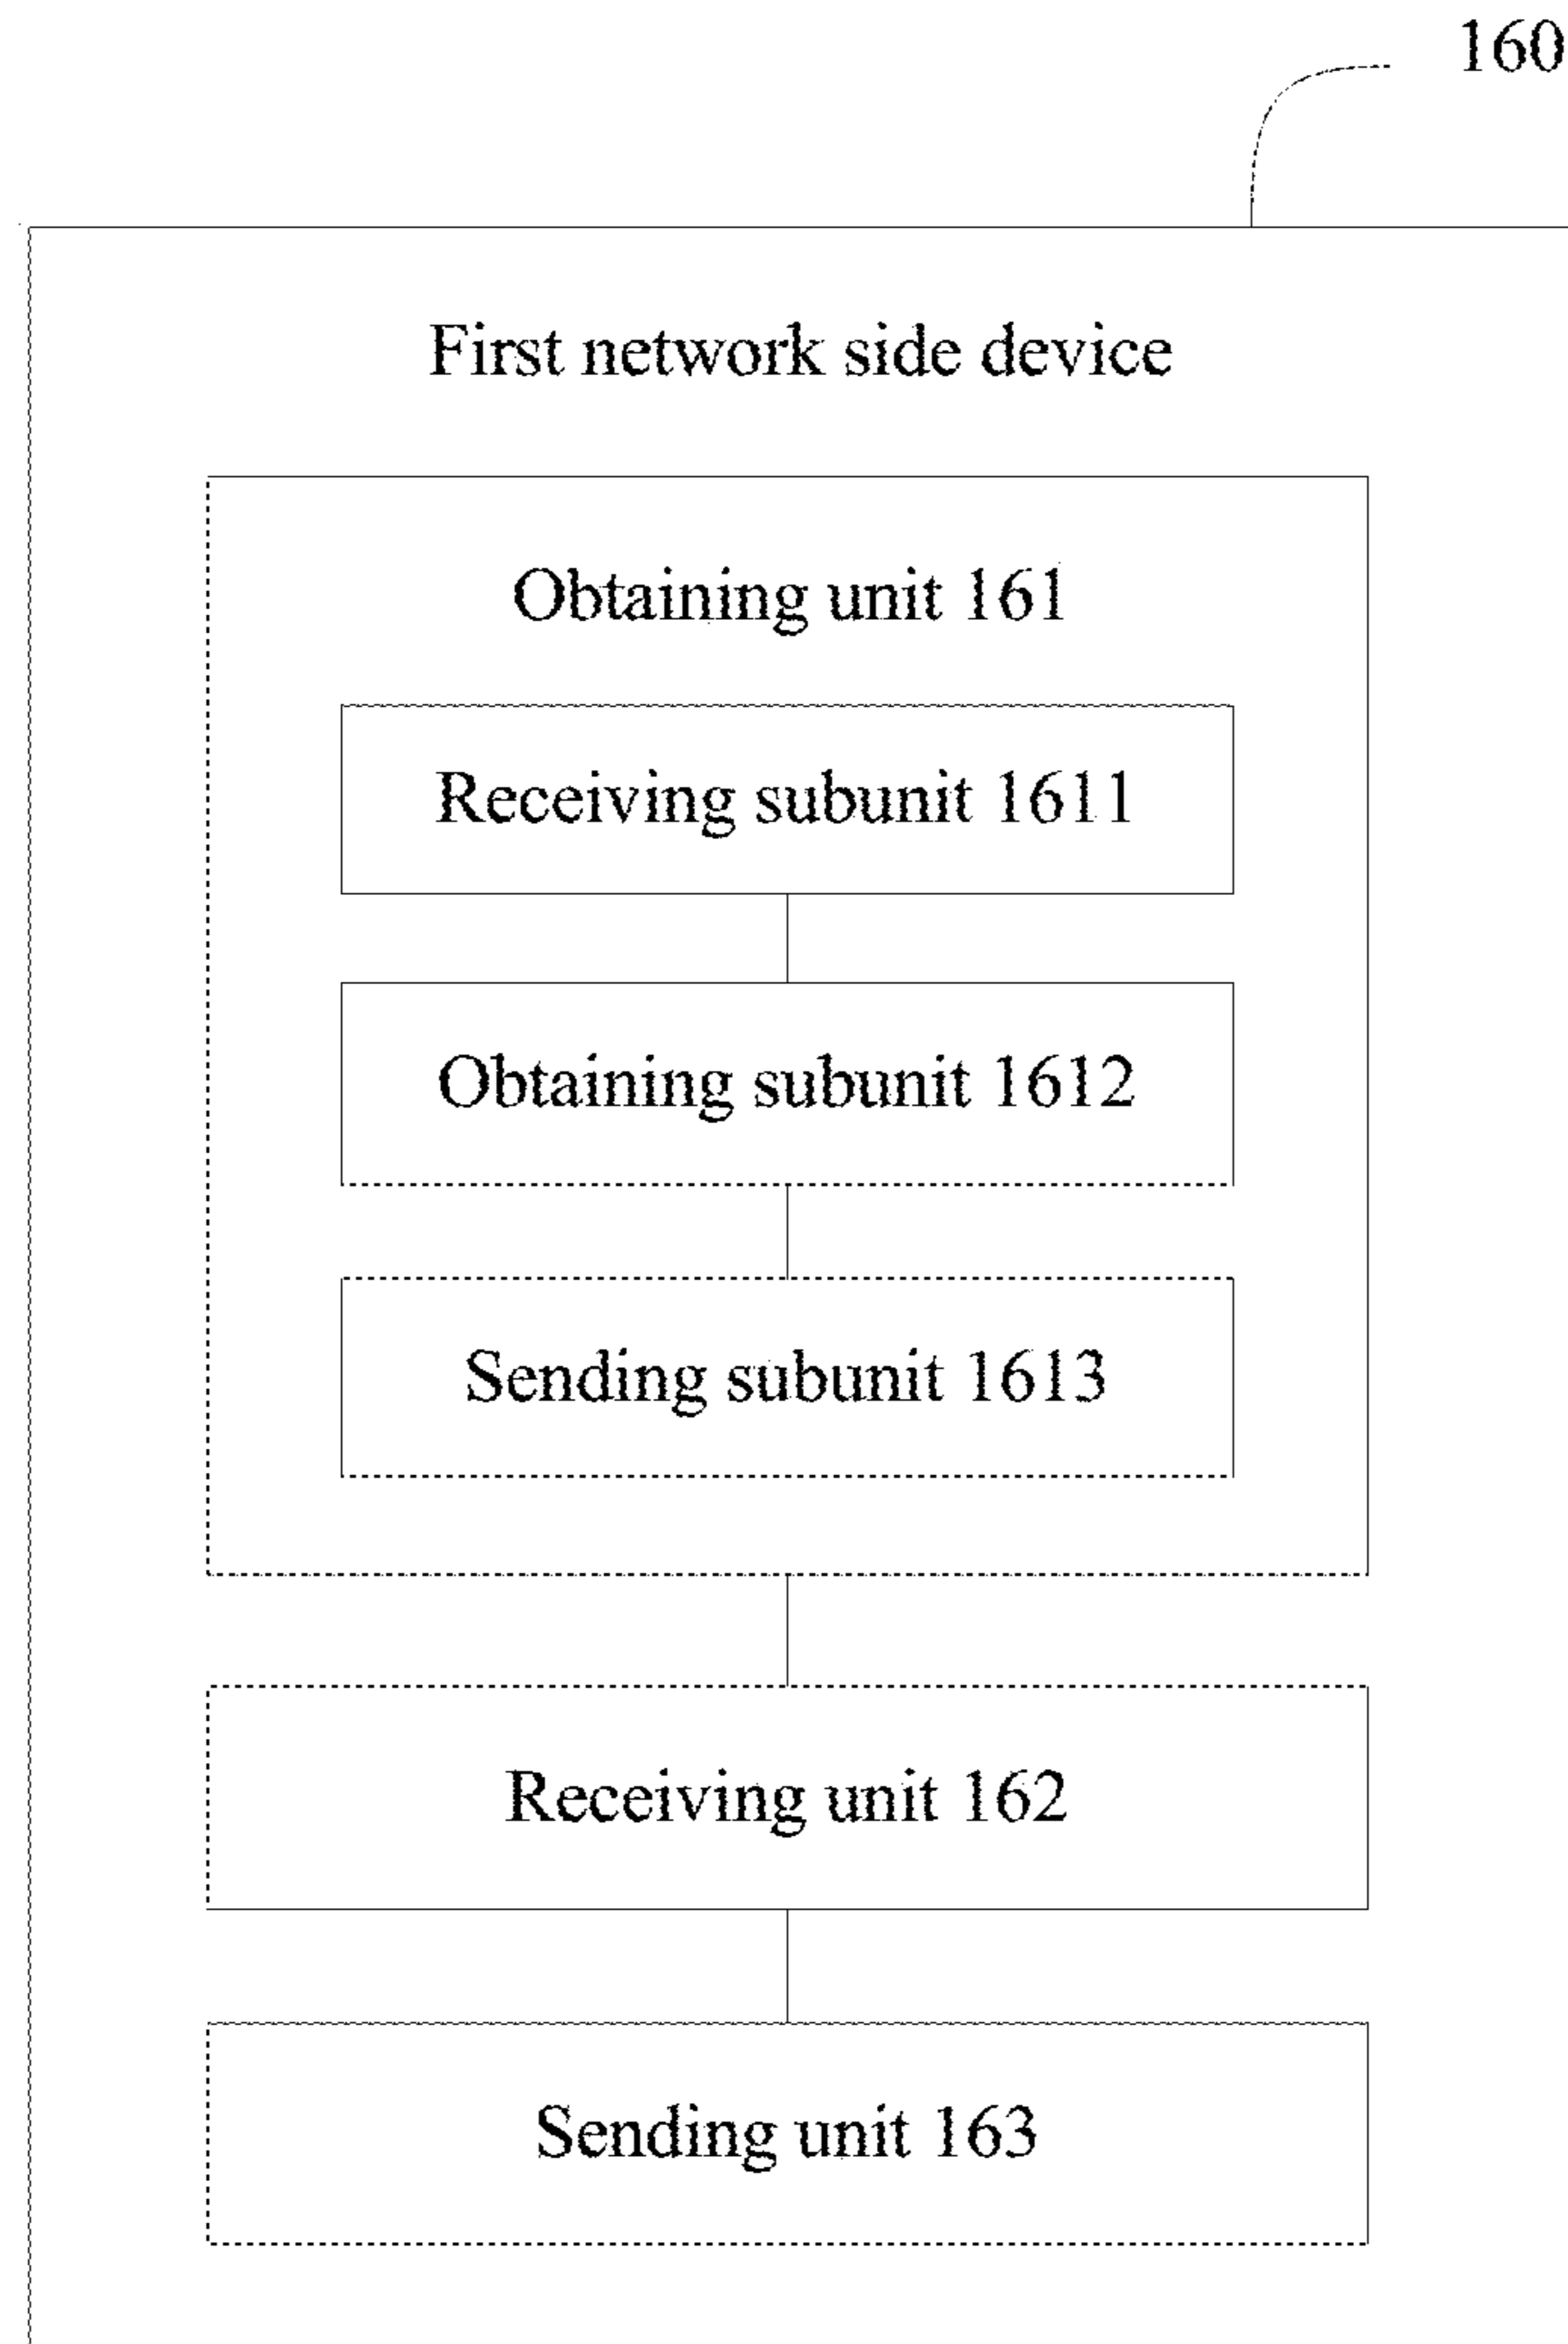 160
First network side device
Obtaining unit 161
Receiving subunit 1611
Obtaining subunit 1612
Sending subunit 1613
Receiving unit 162
Sending unit 163